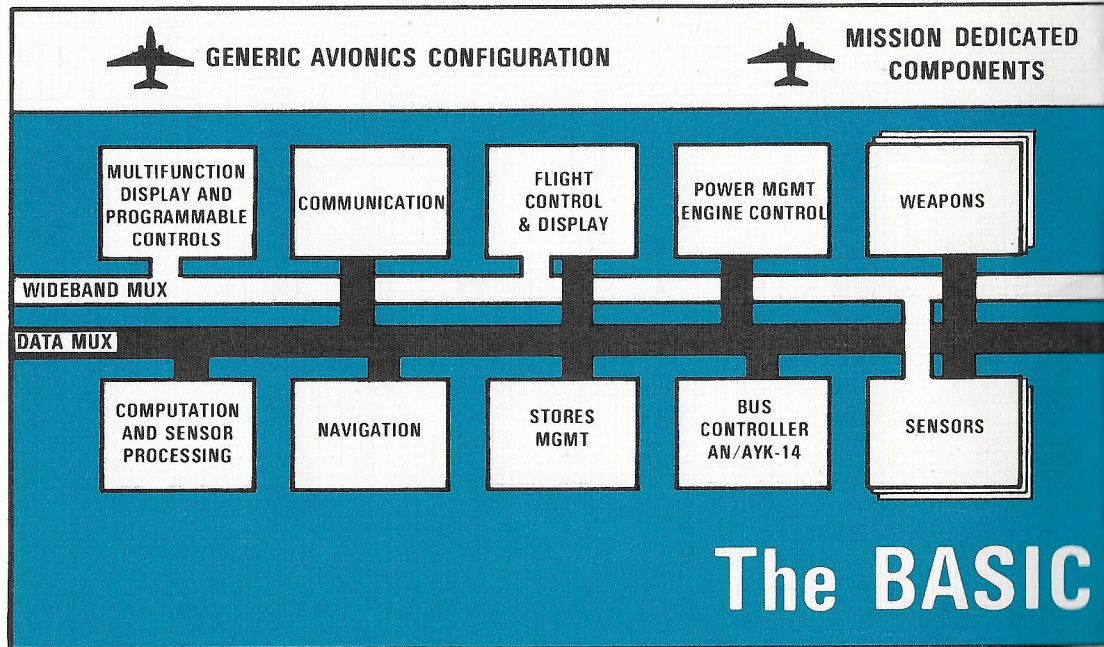 GENERIC AVIONICS CONFIGURATION
MISSION DEDICATED
COMPONENTS
MULTIFUNCTION
DISPLAY AND
PROGRAMMABLE
CONTROLS
COMMUNICATION
FLIGHT
CONTROL
& DISPLAY
POWER MGMT
ENGINE CONTROL
WEAPONS
WIDEBAND MUX
DATA MUX
COMPUTATION
AND SENSOR
PROCESSING
NAVIGATION
STORES
MGMT
BUS
CONTROLLER
AN/AYK-14
SENSORS
The BASIC